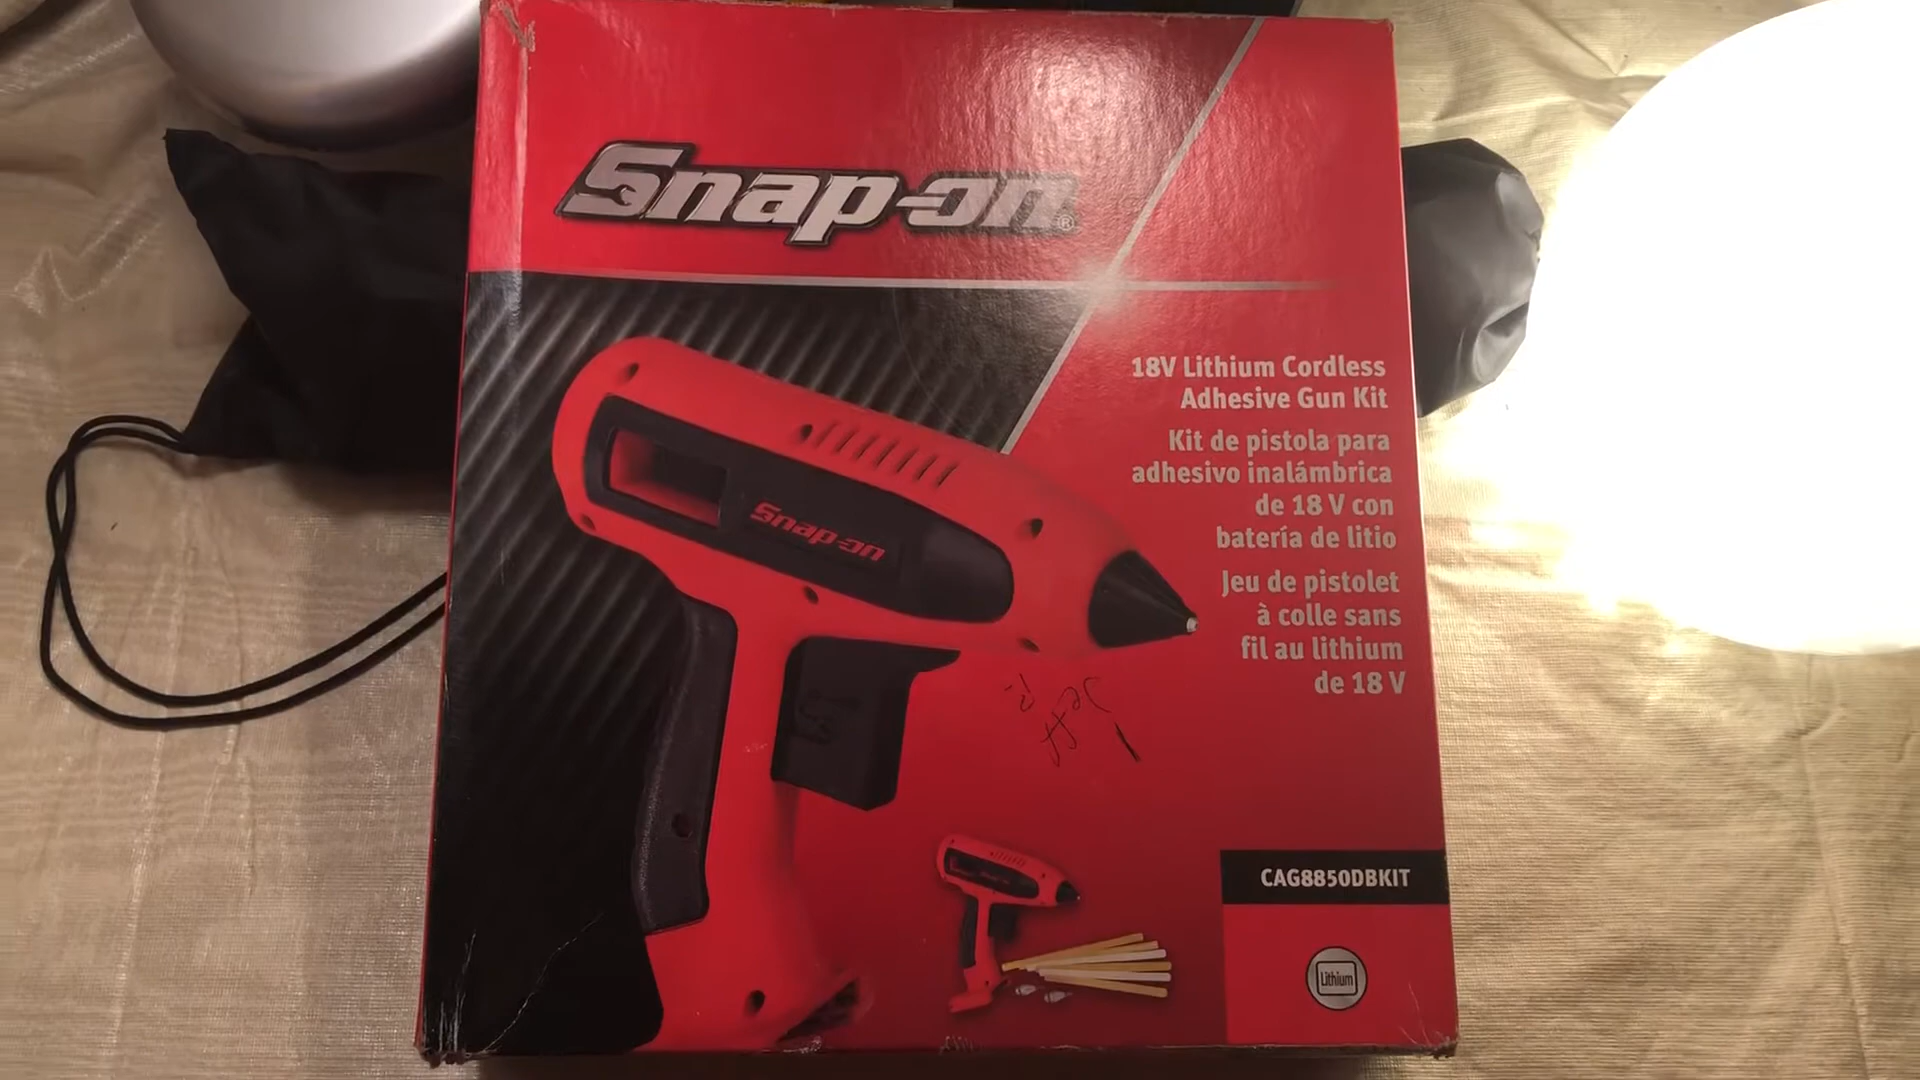 Snap-on®
18V Lithium Cordless
Adhesive Gun Kit
Kit de pistola para
adhesivo inalámbrica
de 18 V con
batería de litio
Jeu de pistolet
à colle sans
fil au lithium
de 18 V
Snap-on
Jeff
R.
CAG8850DBKIT
Lithium